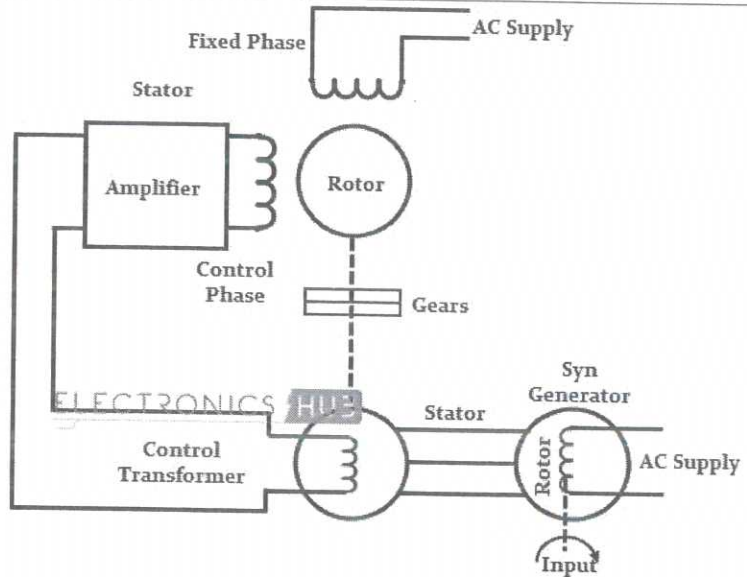 Fixed Phase
AC Supply
Stator
Amplifier
Rotor
Control
Phase
Gears
ELECTRONICS HUB
Syn
Generator
Stator
Control
Transformer
Rotor
AC Supply
Input